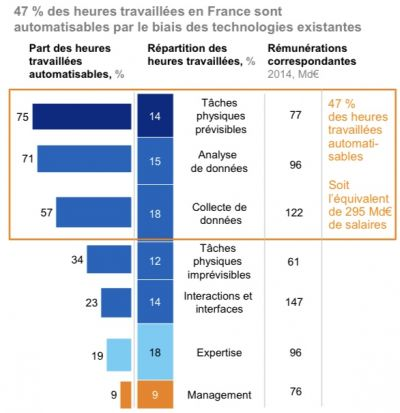 47 % des heures travaillées en France sont
automatisables par le biais des technologies existantes
Part des heures
travaillées
automatisables, %
Répartition des
heures travaillées, %
Rémunérations
correspondantes
2014, Md€
75
14
Tâches
physiques
prévisibles
77
71
15
Analyse
de données
96
57
18
Collecte de
données
122
47 %
des heures
travaillées
automati-
sables
Soit
l'équivalent
de 295 Md€
de salaires
34
12
Tâches
physiques
imprévisibles
61
23
14
Interactions et
interfaces
147
19
18
Expertise
96
9
9
Management
76